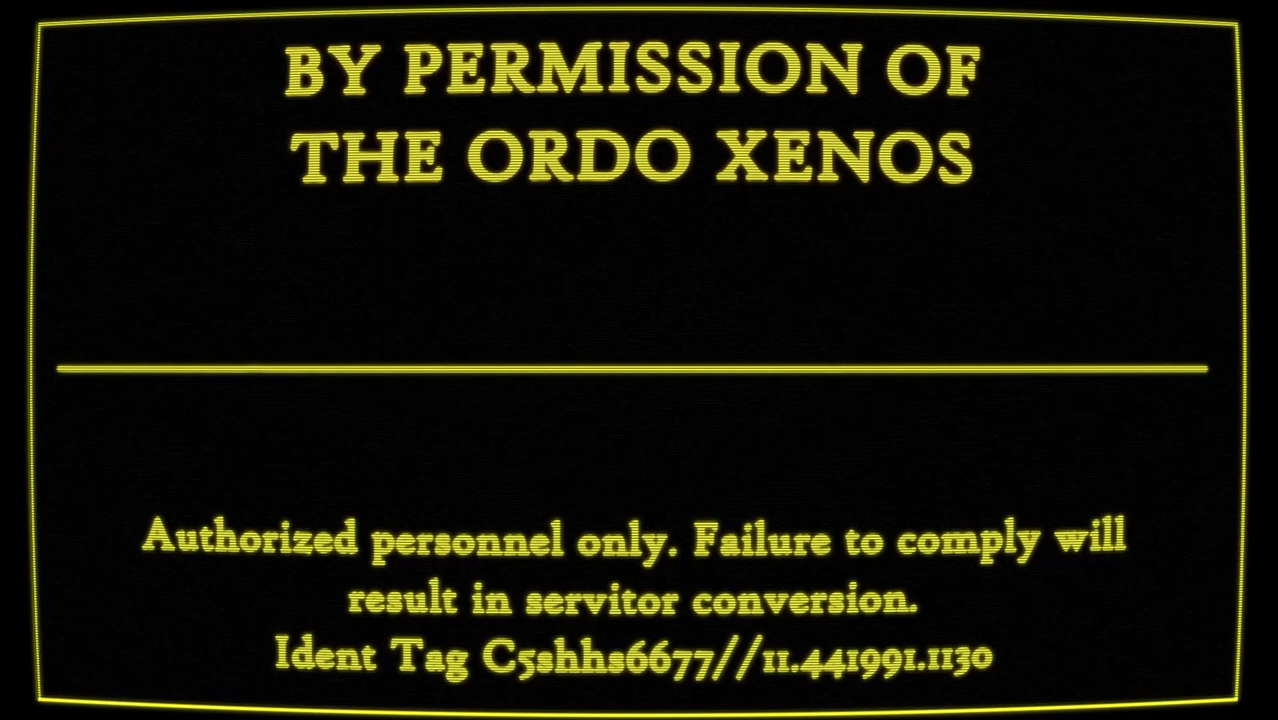 BY PERMISSION OF
THE ORDO XENOS
Authorized personnel only. Failure to comply will
result in servitor conversion.
Ident Tag C5shhs6677//11.441991.1130